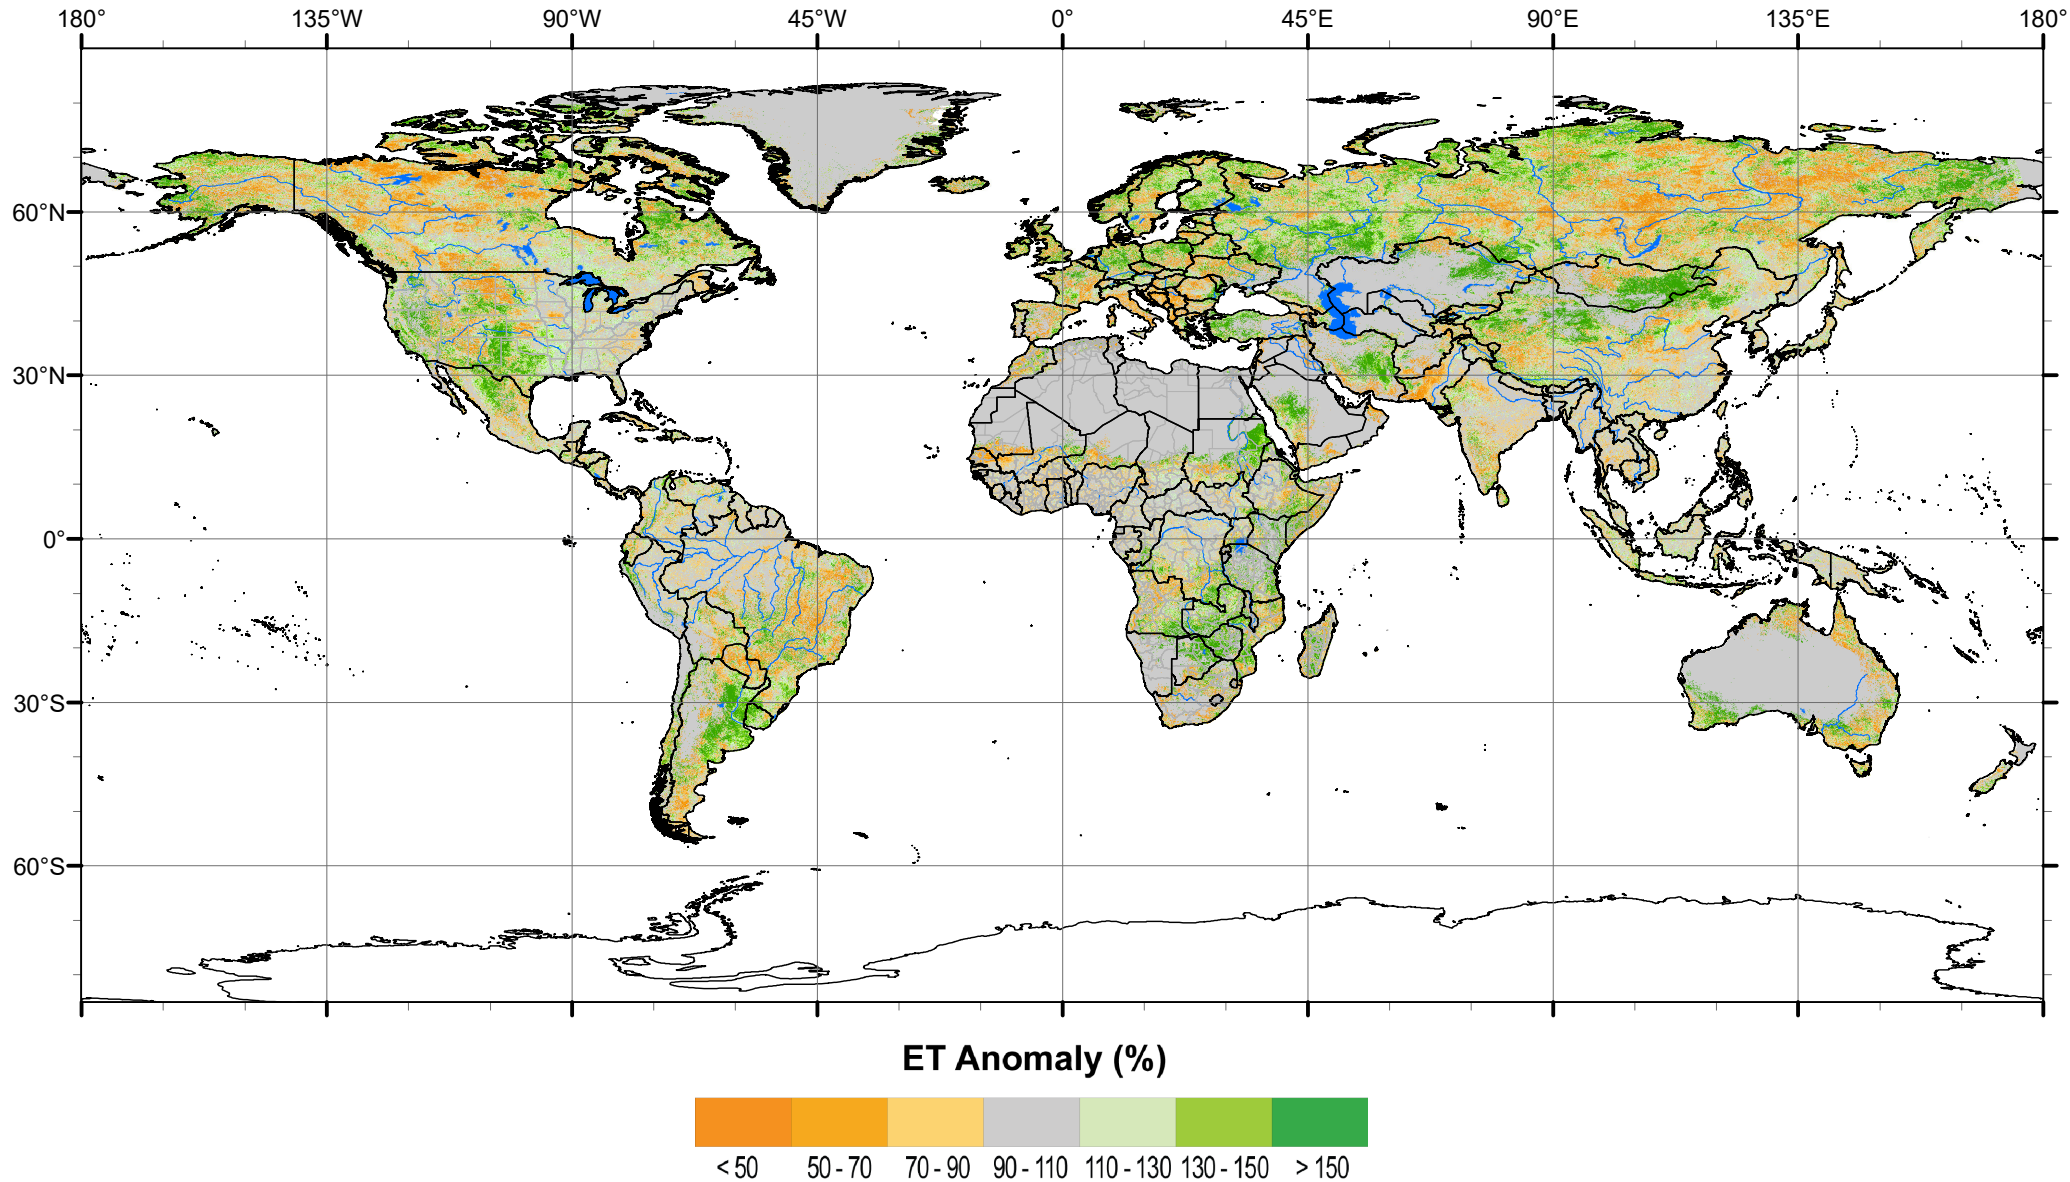 180° 135°W 90°W 45°W 0° 45°E 90°E 135°E 180°
60°N
30°N
0°
30°S
60°S
ET Anomaly (%)
< 50 50 - 70 70 - 90 90 - 110 110 - 130 130 - 150 > 150